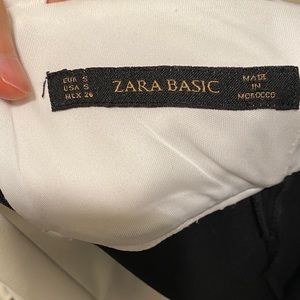 EUR S
USA S
MEX 26
ZARA BASIC
MADE
IN
MOROCCO